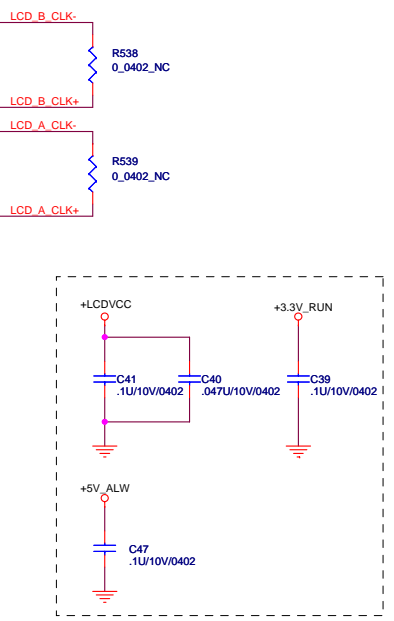 LCD_B_CLK-
R538
0_0402_NC
LCD_B_CLK+
LCD_A_CLK-
R539
0_0402_NC
LCD_A_CLK+
+LCDVCC
+3.3V_RUN
C41
.1U/10V/0402
C40
.047U/10V/0402
C39
.1U/10V/0402
+5V_ALW
C47
.1U/10V/0402